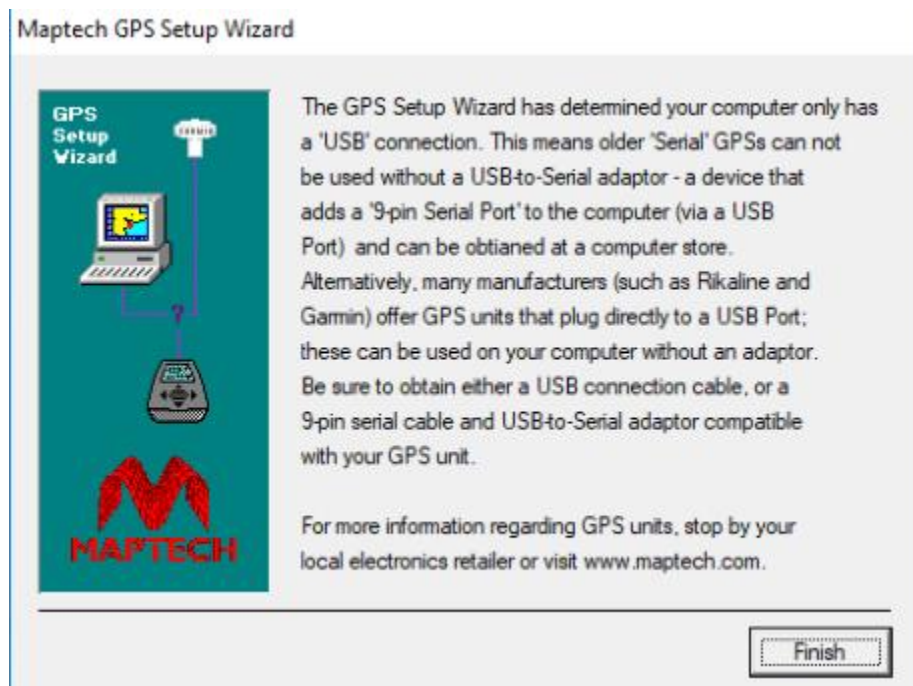 Maptech GPS Setup Wizard
GPS
Setup
Wizard
GARMIN
?
MAPTECH
The GPS Setup Wizard has determined your computer only has
a 'USB' connection. This means older 'Serial' GPSs can not
be used without a USB-to-Serial adaptor - a device that
adds a '9-pin Serial Port' to the computer (via a USB
Port)  and can be obtianed at a computer store.
Alternatively, many manufacturers (such as Rikaline and
Garmin) offer GPS units that plug directly to a USB Port;
these can be used on your computer without an adaptor.
Be sure to obtain either a USB connection cable, or a
9-pin serial cable and USB-to-Serial adaptor compatible
with your GPS unit.
For more information regarding GPS units, stop by your
local electronics retailer or visit www.maptech.com.
Finish